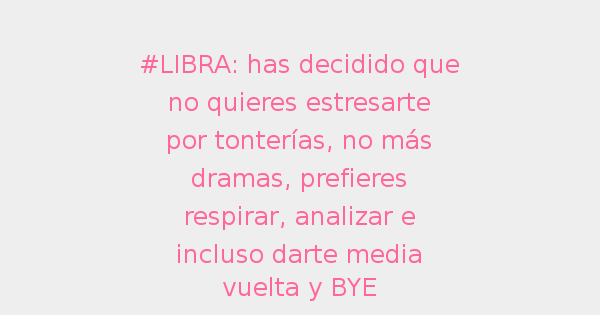 #LIBRA: has decidido que
no quieres estresarte
por tonterías, no más
dramas, prefieres
respirar, analizar e
incluso darte media
vuelta y BYE